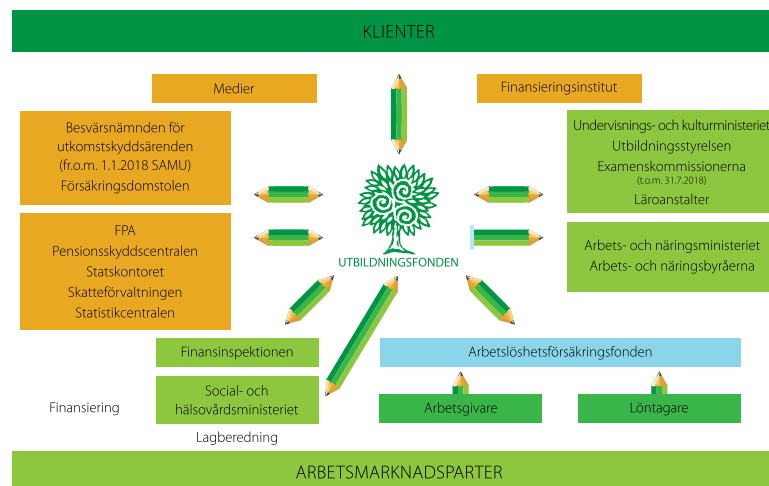 KLIENTER
Medier
Finansieringsinstitut
Besvärsnämnden för
utkomstskyddsärenden
(fr.o.m. 1.1.2018 SAMU)
Försäkringsdomstolen
Undervisnings- och kulturministeriet
Utbildningsstyrelsen
Examenskommissionerna
(t.o.m. 31.7.2018)
Läroanstalter
FPA
Pensionsskyddscentralen
Statskontoret
Skatteförvaltningen
Statistikcentralen
UTBILDNINGSFONDEN
Arbets- och näringsministeriet
Arbets- och näringsbyråerna
Finansinspektionen
Arbetslöshetsförsäkringsfonden
Finansiering
Social- och
hälsovårdsministeriet
Arbetsgivare
Löntagare
Lagberedning
ARBETSMARKNADSPARTER